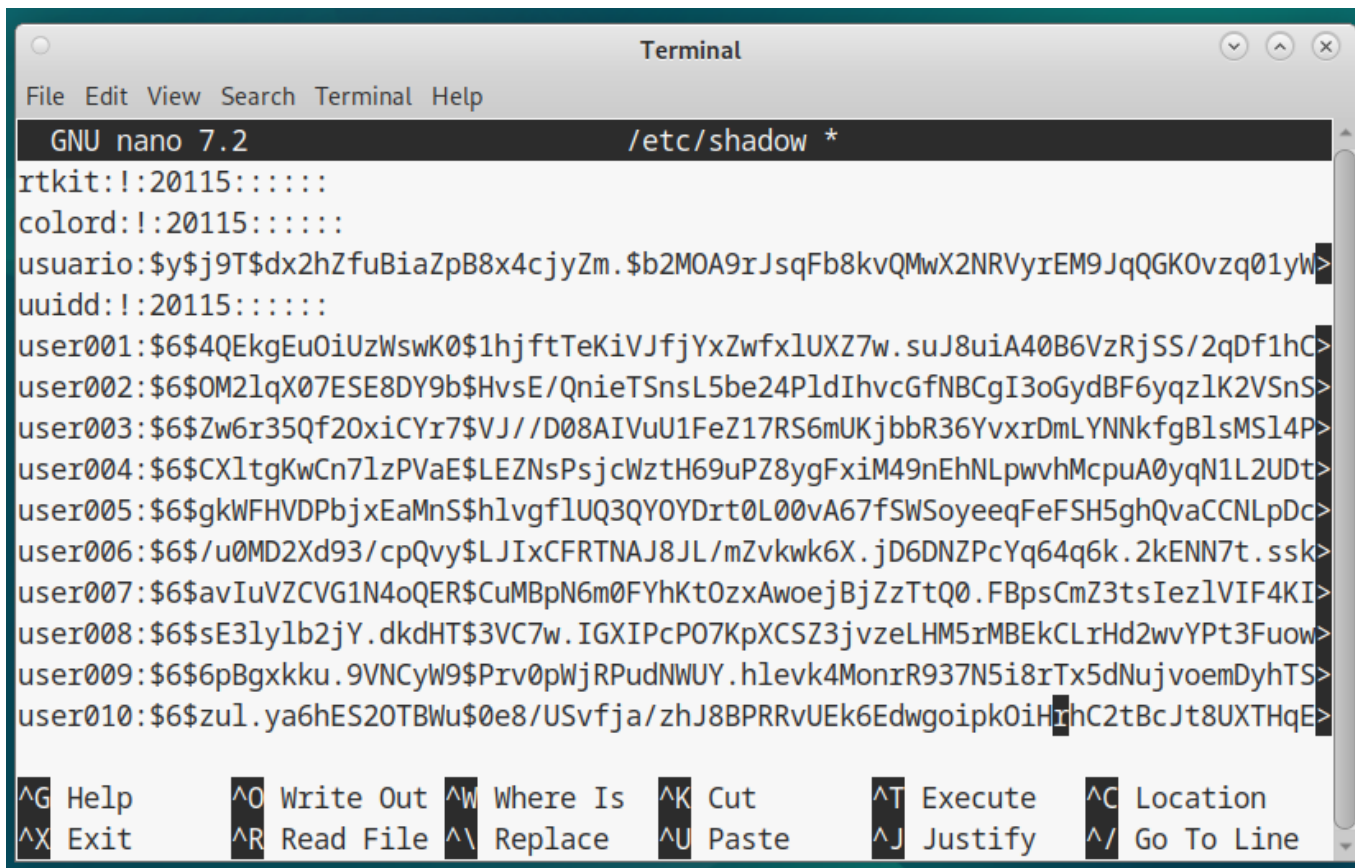 Terminal
File Edit View Search Terminal Help
GNU nano 7.2 /etc/shadow *
rtkit:!:20115::::::
colord:!:20115::::::
usuario:$y$j9T$dx2hZfuBiaZpB8x4cjyZm.$b2MOA9rJsqFb8kvQMwX2NRVyrEM9JqQGKOvzq01yW>
uuidd:!:20115::::::
user001:$6$4QEkgEuOiUzWswK0$1hjftTeKiVJfjYxZwfxlUXZ7w.suJ8uiA40B6VzRjSS/2qDf1hC>
user002:$6$OM2lqX07ESE8DY9b$HvsE/QnieTSnsL5be24PldIhvcGfNBCgI3oGydBF6yqzlK2VSnS>
user003:$6$Zw6r35Qf2OxiCYr7$VJ//D08AIVuU1FeZ17RS6mUKjbbR36YvxrDmLYNNkfgBlsMSl4P>
user004:$6$CXltgKwCn7lzPVaE$LEZNsPsjcWztH69uPZ8ygFxiM49nEhNLpwvhMcpuA0yqN1L2UDt>
user005:$6$gkWFHVDPbjxEaMnS$hlvgflUQ3QYOYDrt0L00vA67fSWSoyeeqFeFSH5ghQvaCCNLpDc>
user006:$6$/u0MD2Xd93/cpQvy$LJIxCFRTNAJ8JL/mZvkwk6X.jD6DNZPcYq64q6k.2kENN7t.ssk>
user007:$6$avIuVZCVG1N4oQER$CuMBpN6m0FYhKtOzxAwoejBjZzTtQ0.FBpsCmZ3tsIezlVIF4KI>
user008:$6$sE3lylb2jY.dkdHT$3VC7w.IGXIPcPO7KpXCSZ3jvzeLHM5rMBEkCLrHd2wvYPt3Fuow>
user009:$6$6pBgxkku.9VNCyW9$Prv0pWjRPudNWUY.hlevk4MonrR937N5i8rTx5dNujvoemDyhTS>
user010:$6$zul.ya6hES2OTBWu$0e8/USvfja/zhJ8BPRRvUEk6EdwgoipkOiHrhC2tBcJt8UXTHqE>
^G Help ^O Write Out ^W Where Is ^K Cut ^T Execute ^C Location
^X Exit ^R Read File ^\ Replace ^U Paste ^J Justify ^/ Go To Line